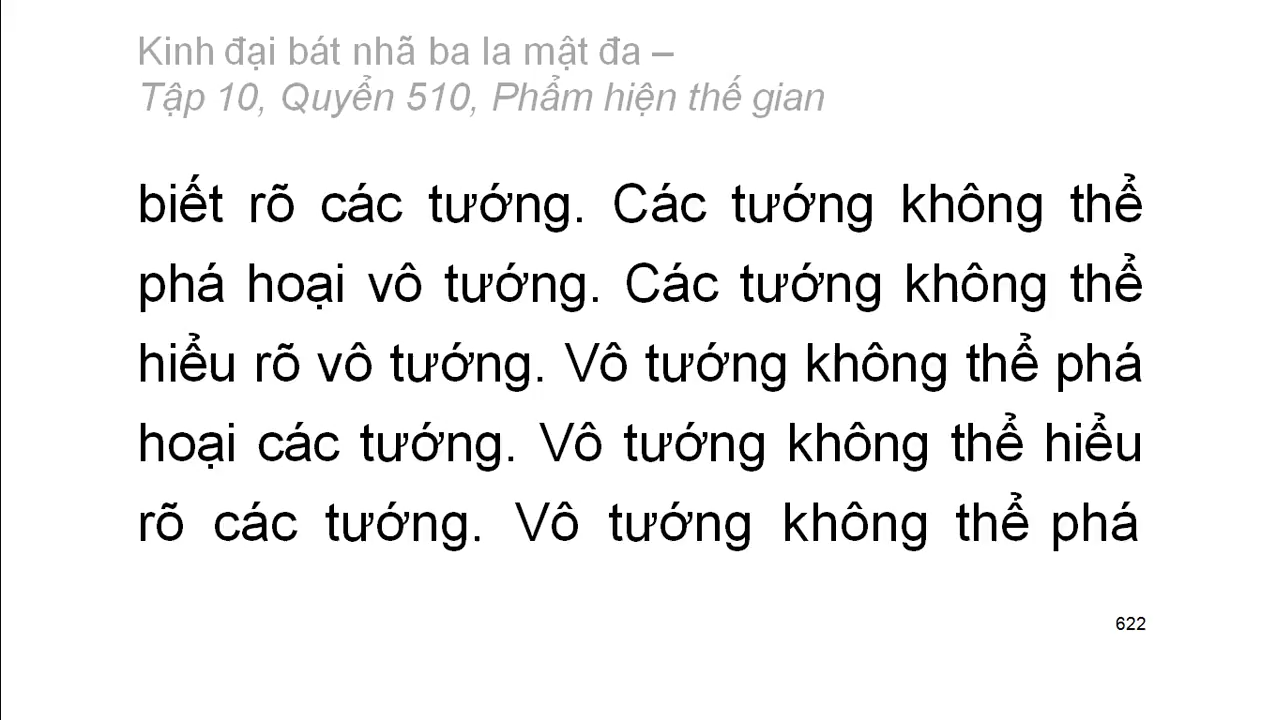 Kinh đại bát nhã ba la mật đa –
Tập 10, Quyển 510, Phẩm hiện thế gian
biết rõ các tướng. Các tướng không thể
phá hoại vô tướng. Các tướng không thể
hiểu rõ vô tướng. Vô tướng không thể phá
hoại các tướng. Vô tướng không thể hiểu
rõ các tướng. Vô tướng không thể phá
622